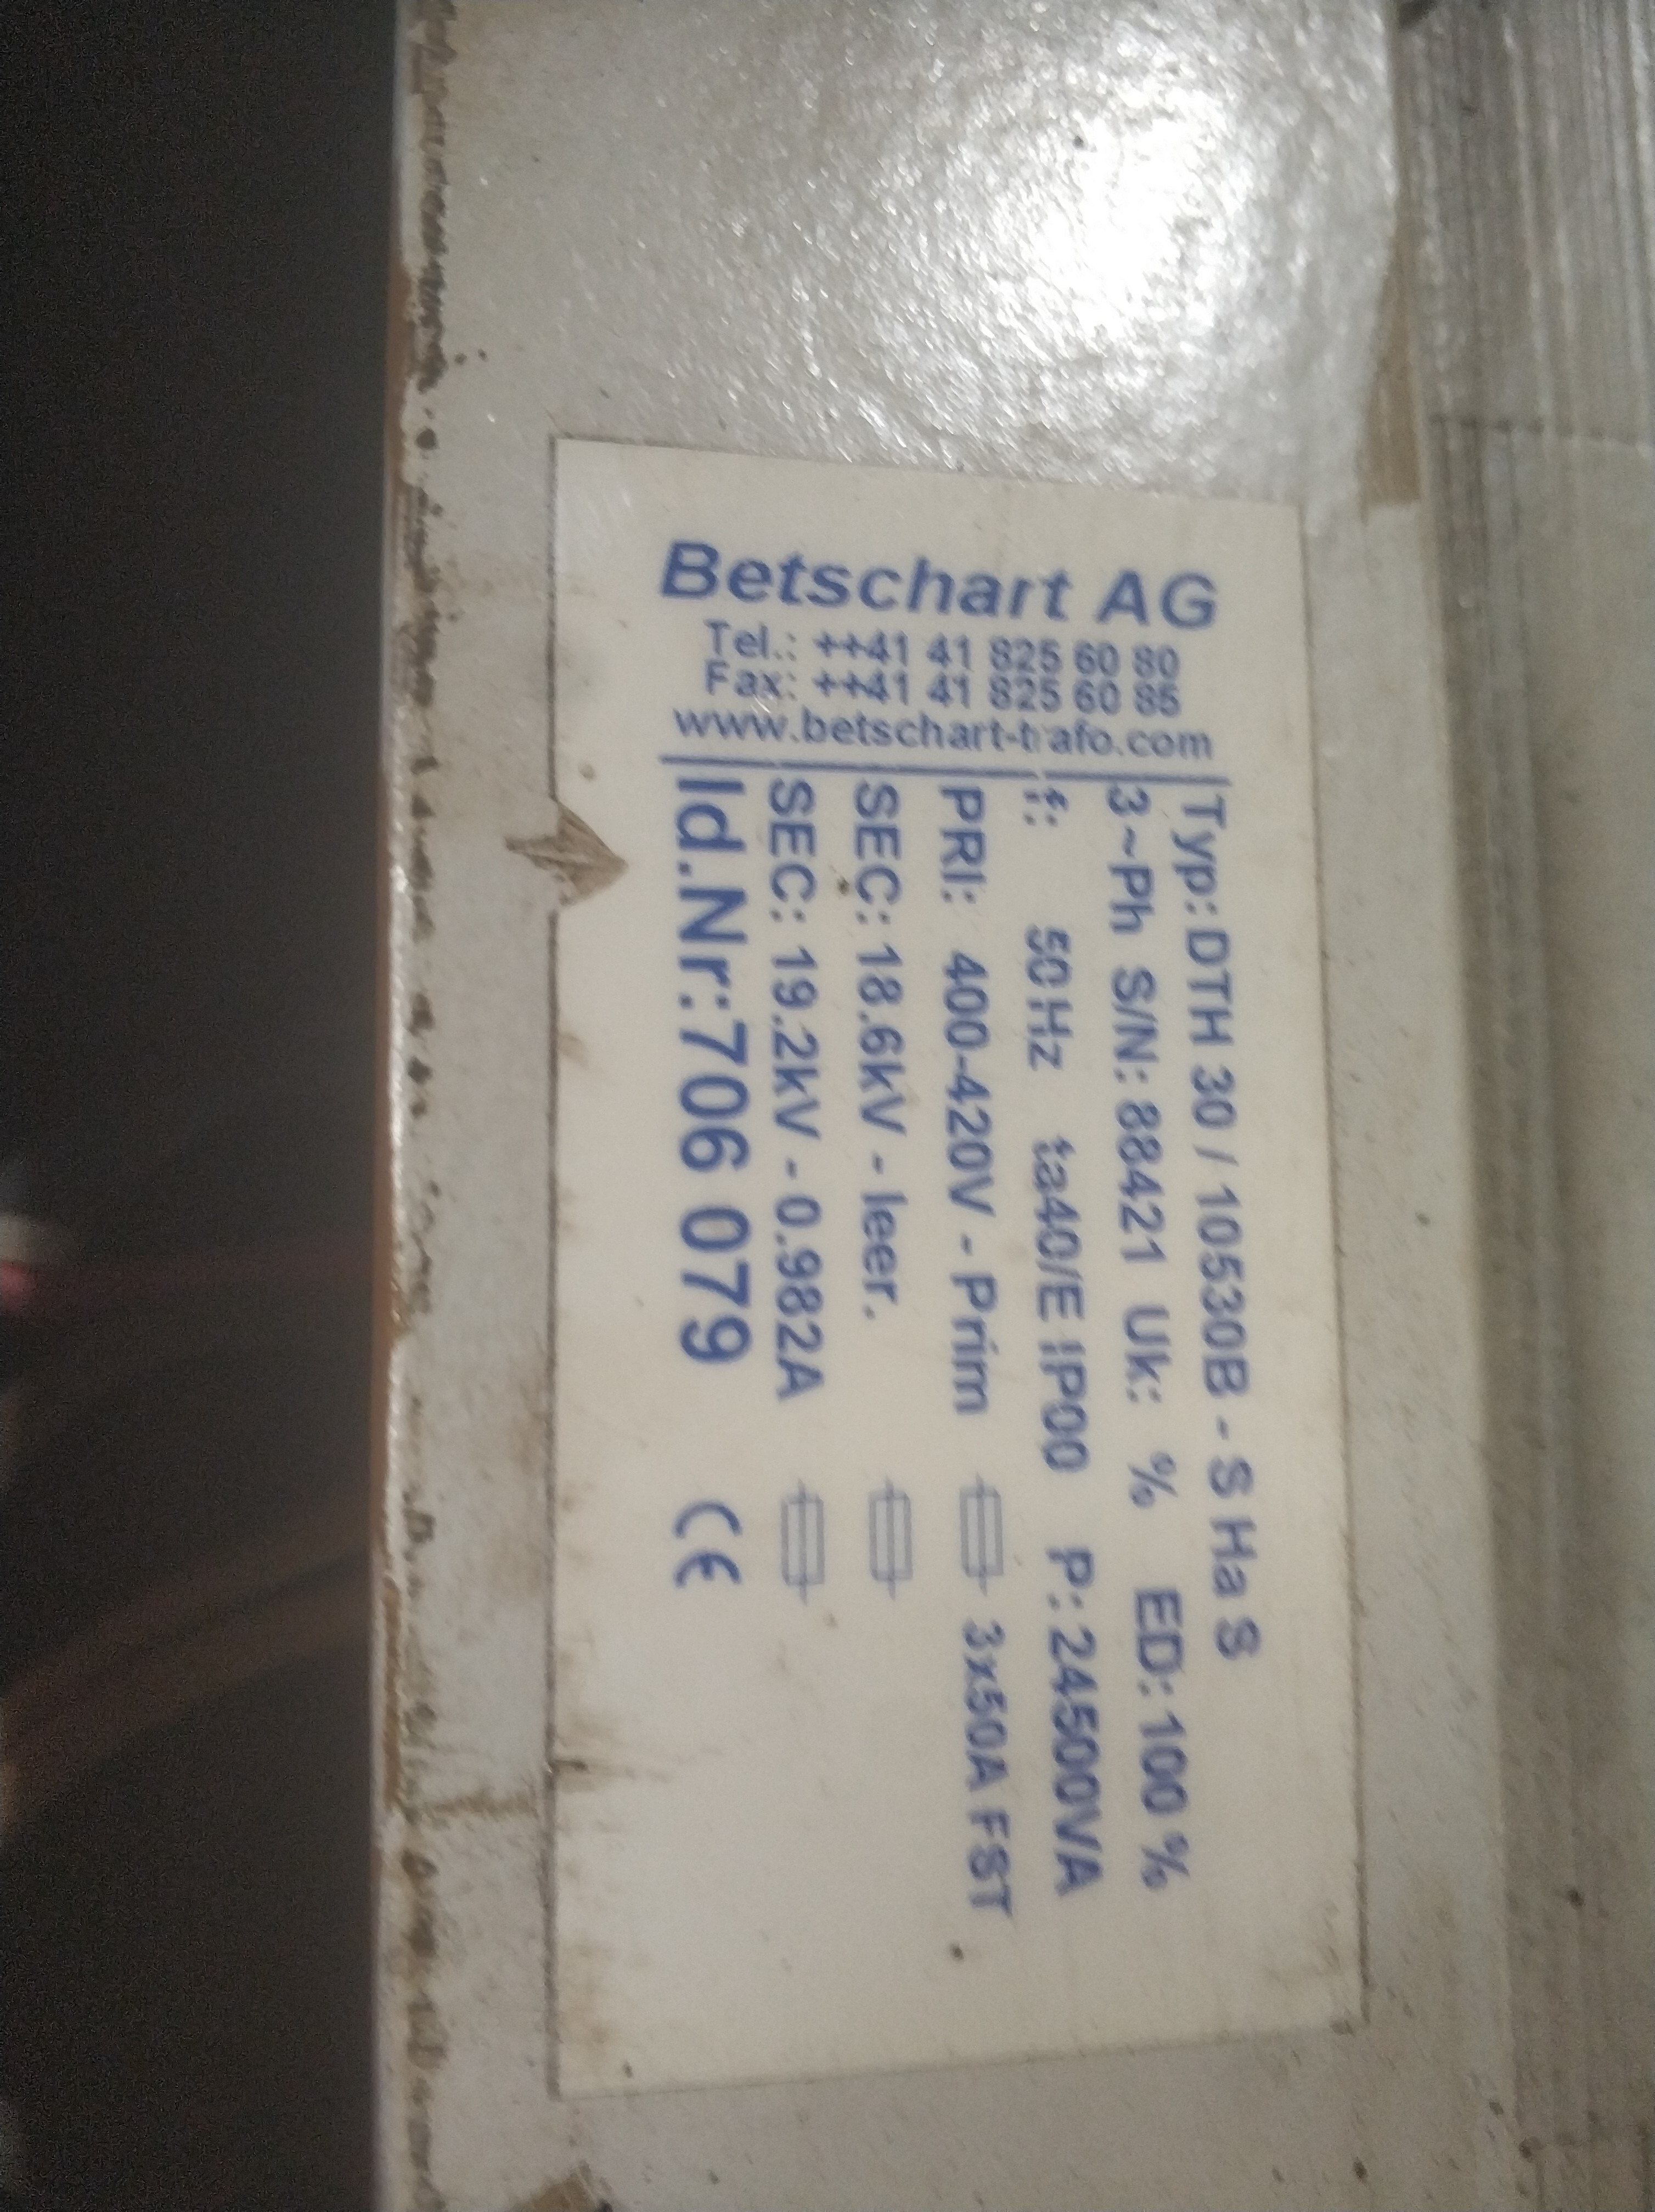 Betschart AG
Tel.: ++41 41 825 60 80
Fax: ++41 41 825 60 85
www.betschart-trafo.com
Typ: DTH 30 / 10530B - S Ha S
3~Ph S/N: 88421 Uk: % ED: 100 %
f: 50 Hz ta40/E IP00 P: 24500VA
PRI: 400-420V - Prim 3x50A FST
SEC: 18.6kV - leer.
SEC: 19.2kV - 0.982A
Id.Nr: 706 079 CE